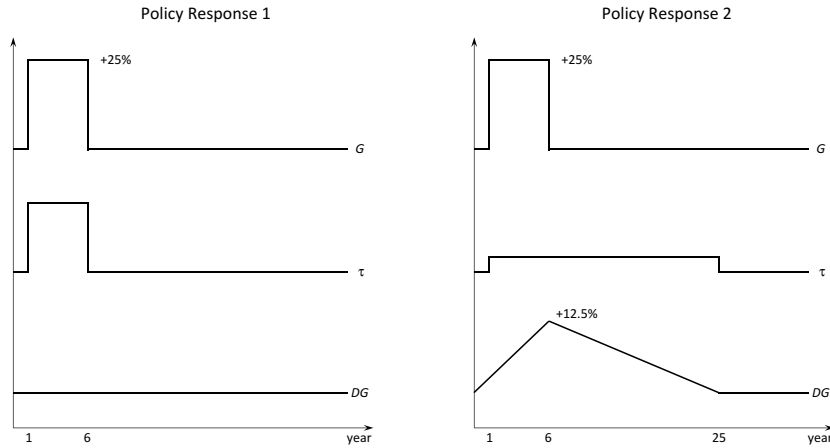 Policy Response 1
+25%
G
τ
DG
1 6 year
Policy Response 2
+25%
G
τ
+12.5%
DG
1 6 25 year